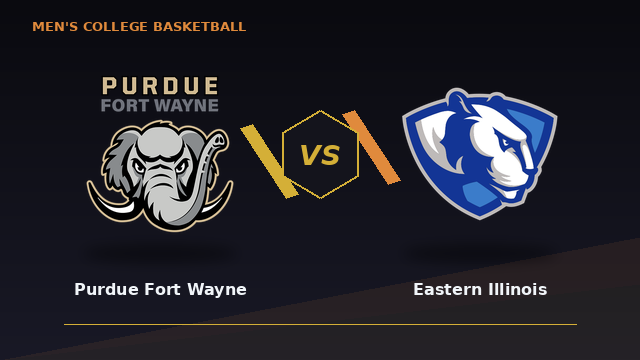 MEN'S COLLEGE BASKETBALL
PURDUE
FORT WAYNE
VS
Purdue Fort Wayne
Eastern Illinois